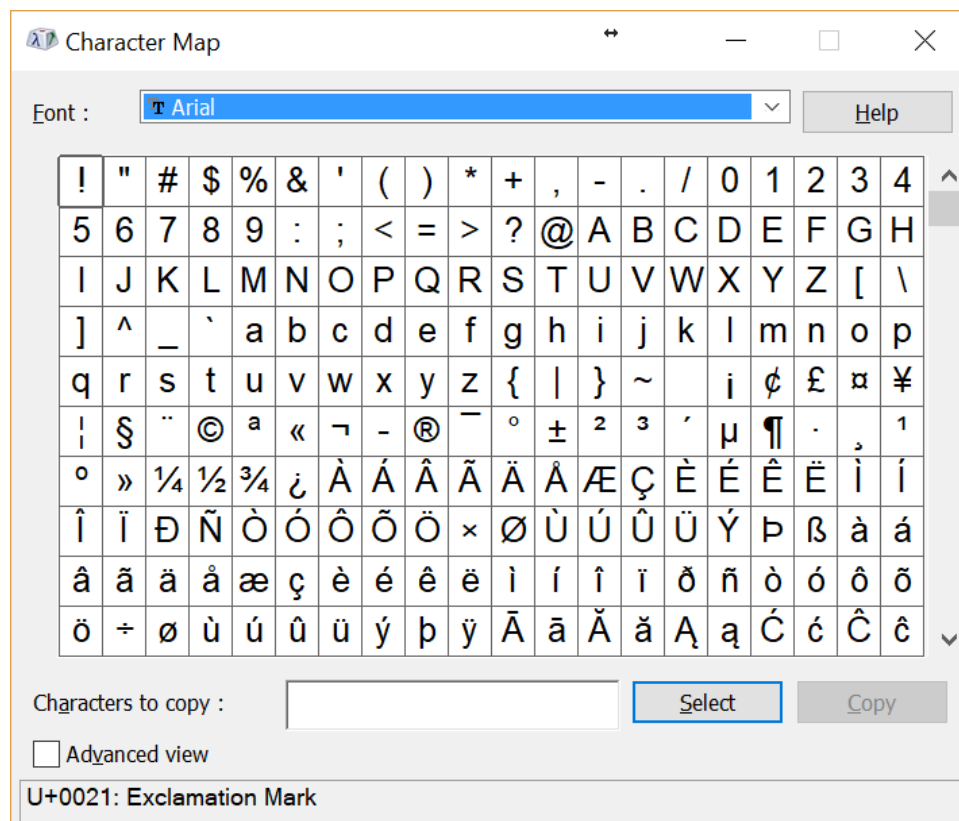 Character Map
Font : Arial Help
! " # $ % & ' ( ) * + , - . / 0 1 2 3 4
5 6 7 8 9 : ; < = > ? @ A B C D E F G H
I J K L M N O P Q R S T U V W X Y Z [ \
] ^ _ ` a b c d e f g h i j k l m n o p
q r s t u v w x y z { | } ~ ¡ ¢ £ ¤ ¥
¦ § ¨ © ª « ¬ - ® ¯ ° ± ² ³ ´ µ ¶ · ¸ ¹
º » ¼ ½ ¾ ¿ À Á Â Ã Ä Å Æ Ç È É Ê Ë Ì Í
Î Ï Ð Ñ Ò Ó Ô Õ Ö × Ø Ù Ú Û Ü Ý Þ ß à á
â ã ä å æ ç è é ê ë ì í î ï ð ñ ò ó ô õ
ö ÷ ø ù ú û ü ý þ ÿ Ā ā Ă ă Ą ą Ć ć Ĉ ĉ
Characters to copy : Select Copy
Advanced view
U+0021: Exclamation Mark